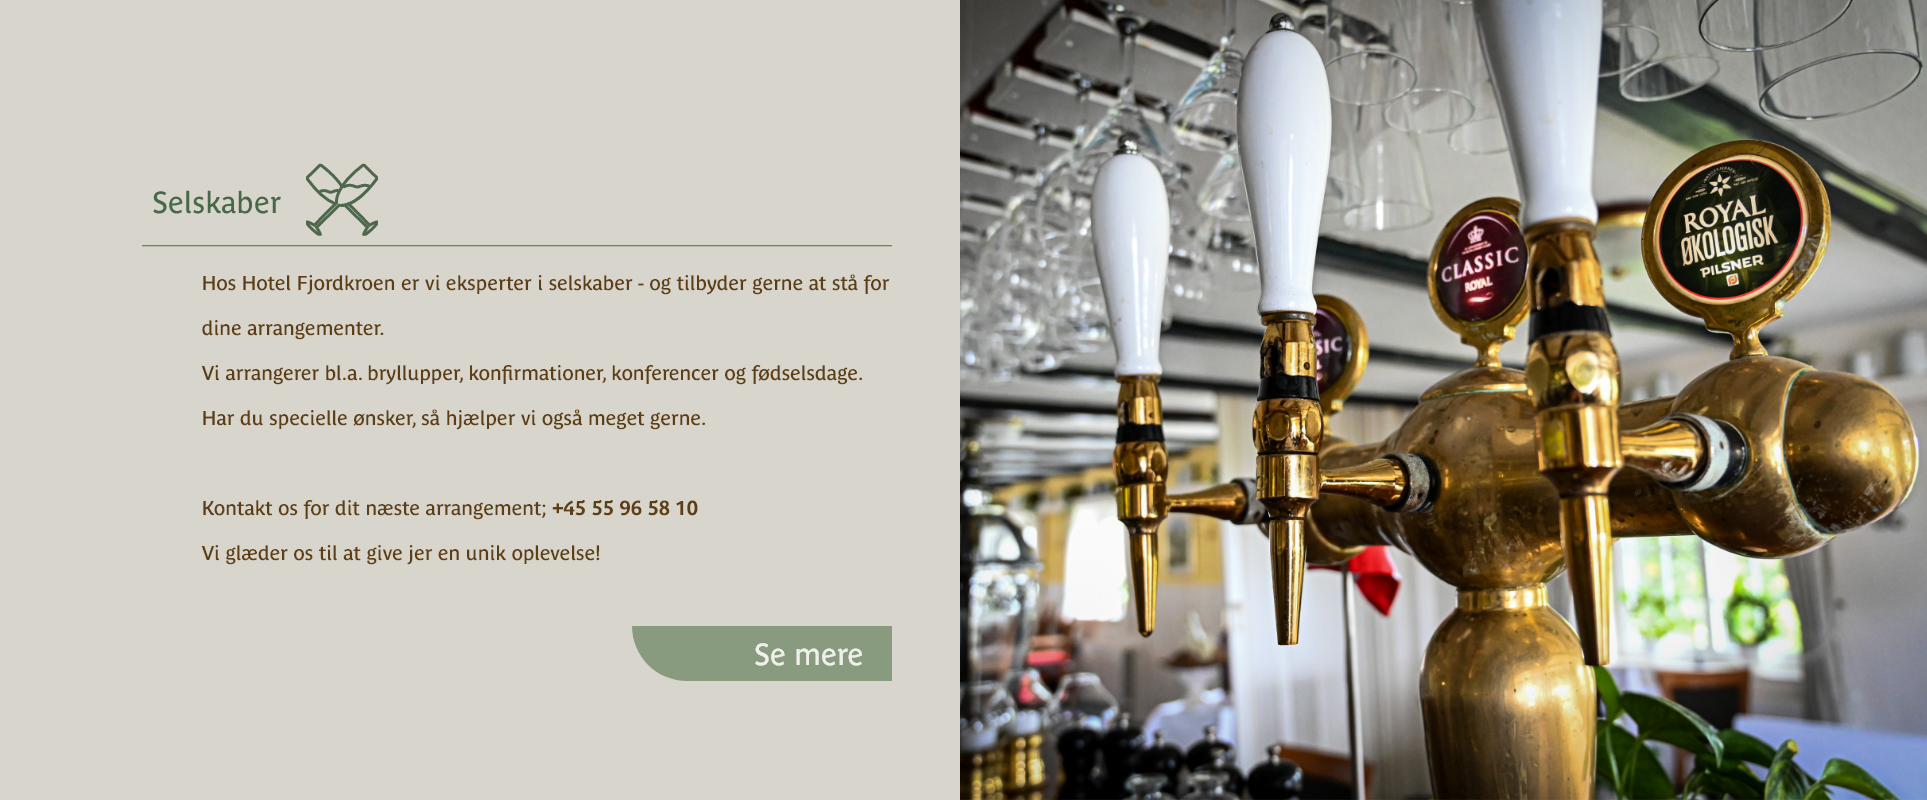 Selskaber
Hos Hotel Fjordkroen er vi eksperter i selskaber - og tilbyder gerne at stå for
dine arrangementer.
Vi arrangerer bl.a. bryllupper, konfirmationer, konferencer og fødselsdage.
Har du specielle ønsker, så hjælper vi også meget gerne.
Kontakt os for dit næste arrangement; +45 55 96 58 10
Vi glæder os til at give jer en unik oplevelse!
Se mere
SIC
CLASSIC
ROYAL
ROYAL
ØKOLOGISK
PILSNER